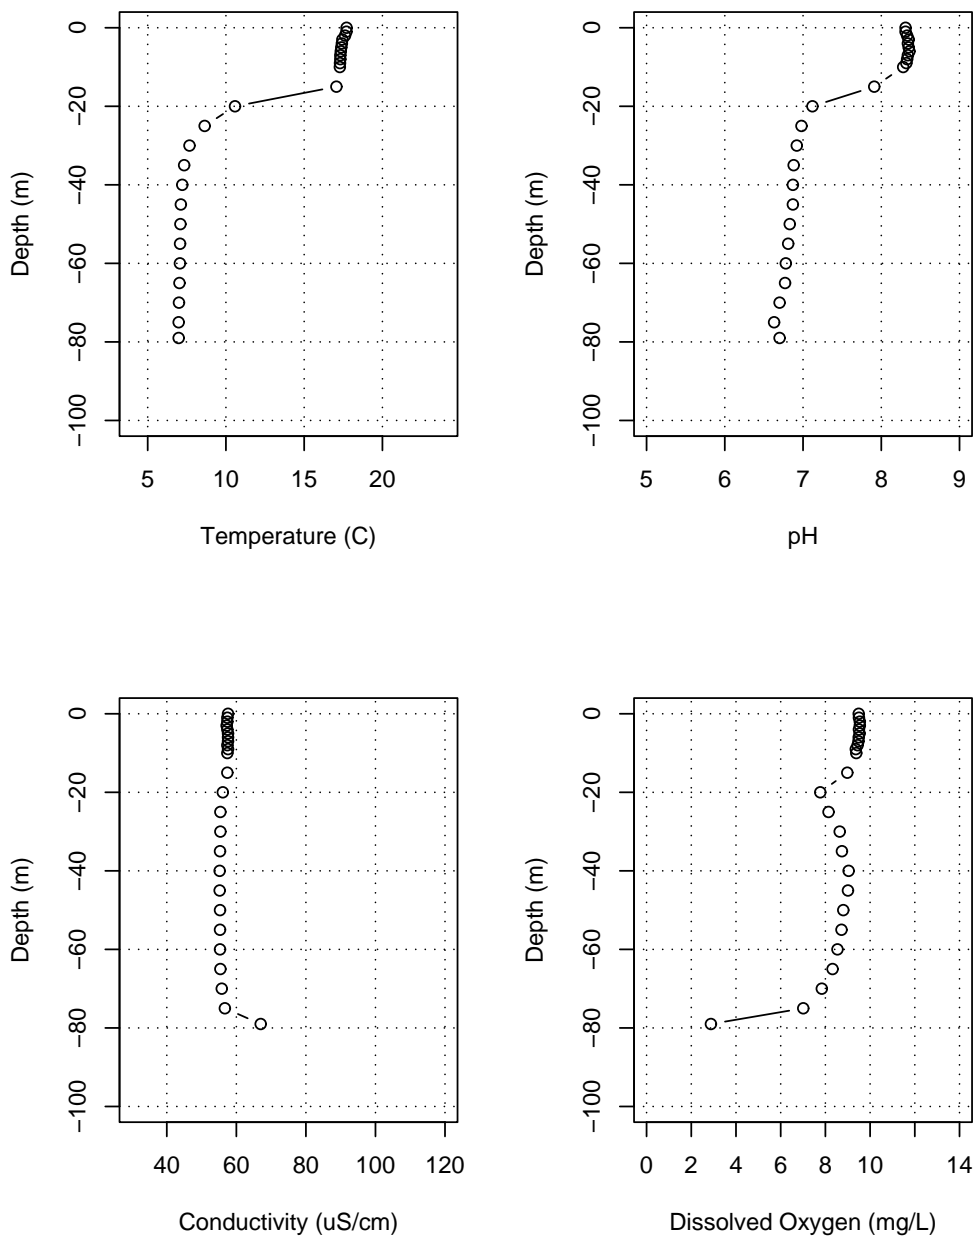 0
−20
−40
−60
−80
−100
Depth (m)
5 10 15 20
Temperature (C)
0
−20
−40
−60
−80
−100
Depth (m)
5 6 7 8 9
pH
0
−20
−40
−60
−80
−100
Depth (m)
40 60 80 100 120
Conductivity (uS/cm)
0
−20
−40
−60
−80
−100
Depth (m)
0 2 4 6 8 10 14
Dissolved Oxygen (mg/L)